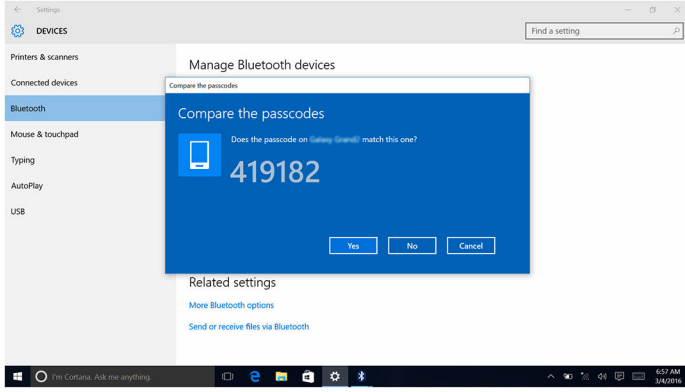 Settings
DEVICES
Find a setting
Printers & scanners
Connected devices
Bluetooth
Mouse & touchpad
Typing
AutoPlay
USB
Manage Bluetooth devices
Compare the passcodes
Compare the passcodes
Does the passcode on match this one?
419182
Yes
No
Cancel
Related settings
More Bluetooth options
Send or receive files via Bluetooth
I'm Cortana. Ask me anything.
6:57 AM
3/4/2016